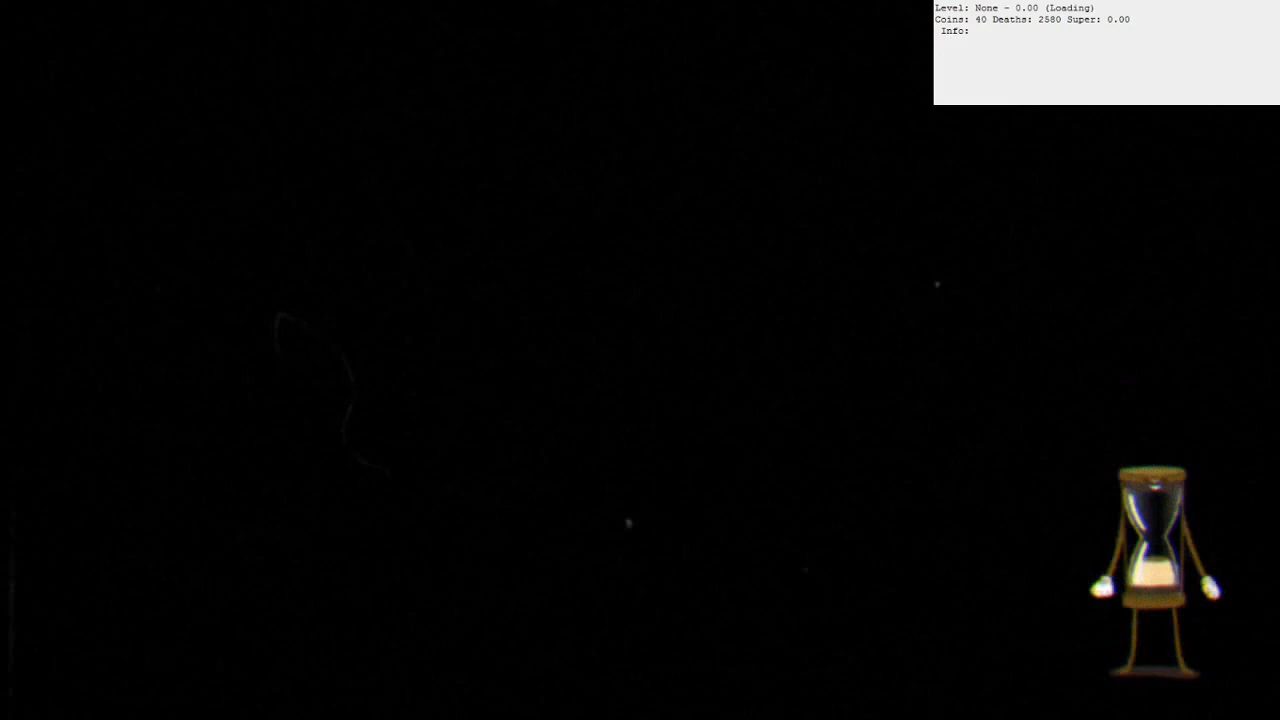 Level: None - 0.00 (Loading)
Coins: 40 Deaths: 2580 Super: 0.00
Info: